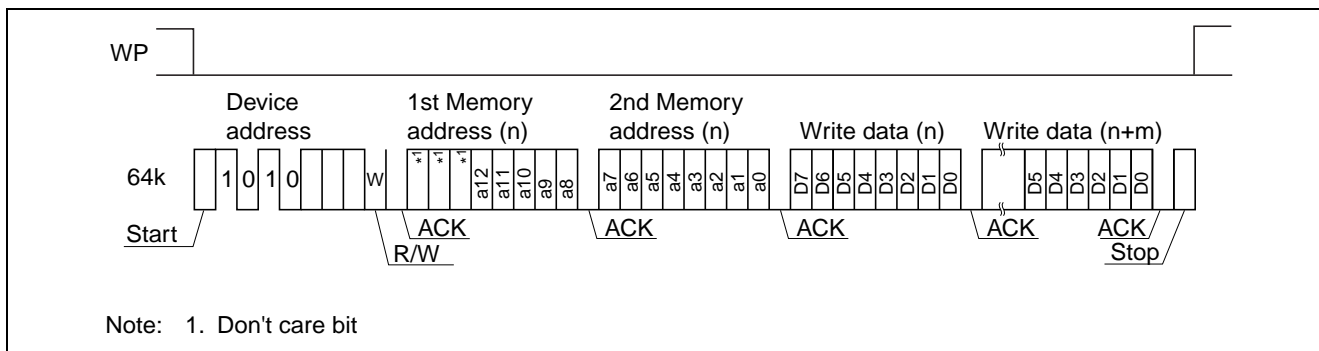 WP
Device address
1st Memory address (n)
2nd Memory address (n)
Write data (n)
Write data (n+m)
64k
1 0 1 0
W
*1 *1 *1 a12 a11 a10 a9 a8
a7 a6 a5 a4 a3 a2 a1 a0
D7 D6 D5 D4 D3 D2 D1 D0
D5 D4 D3 D2 D1 D0
Start
R/W
ACK
ACK
ACK
ACK
ACK
Stop
Note: 1. Don't care bit